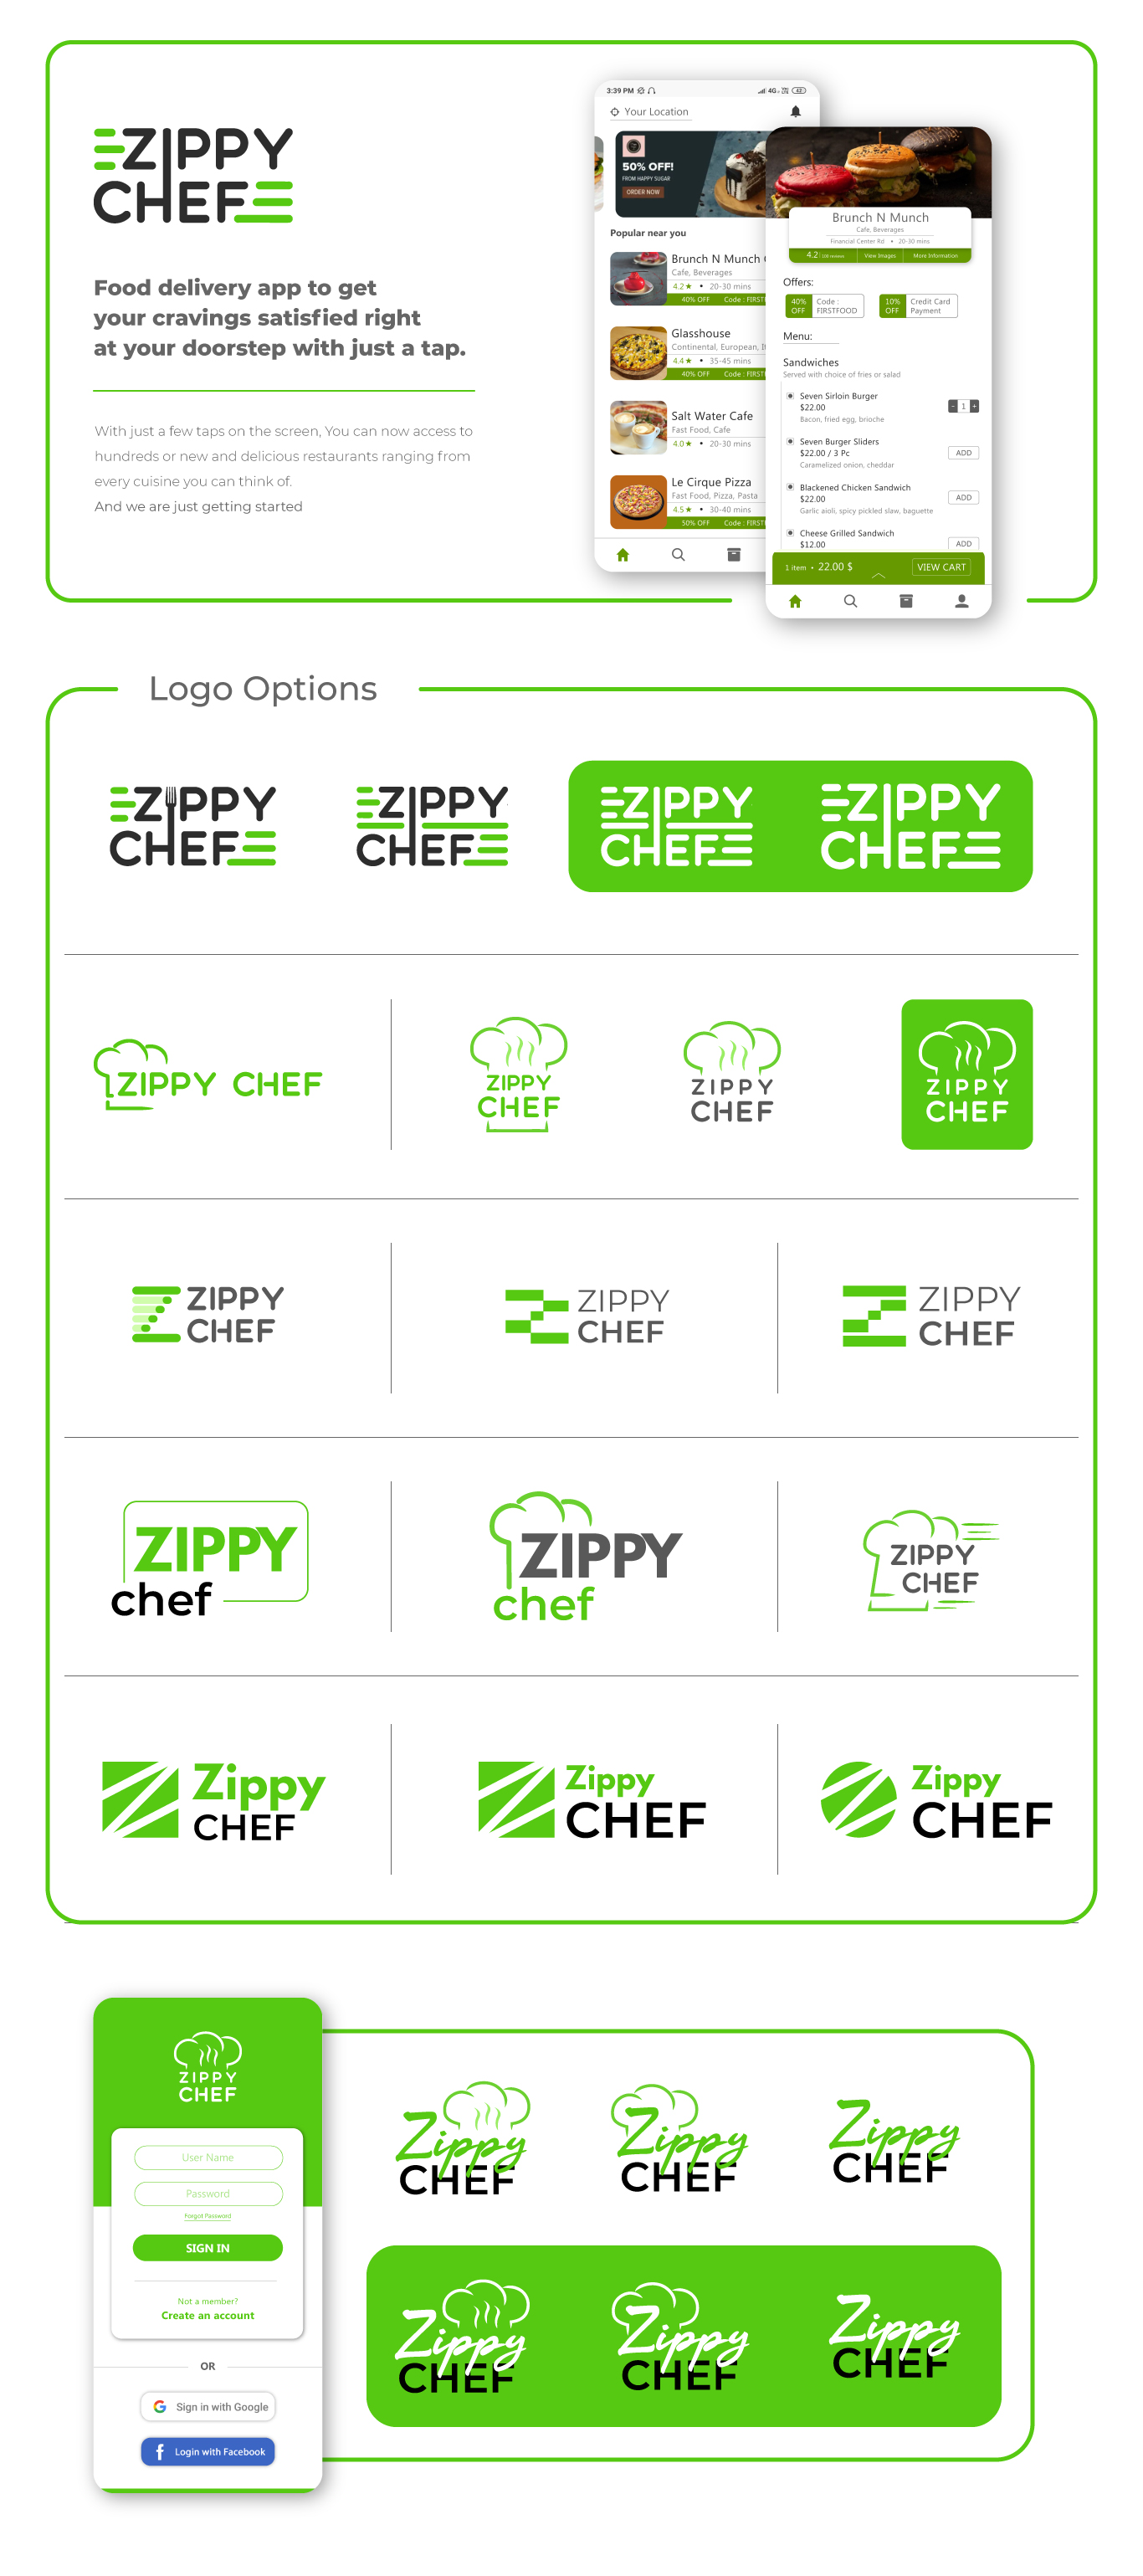 ZIPPY
CHEF
Food delivery app to get
your cravings satisfied right
at your doorstep with just a tap.
With just a few taps on the screen, You can now access to
hundreds or new and delicious restaurants ranging from
every cuisine you can think of.
And we are just getting started
3:39 PM
4G
Your Location
50% OFF!
FROM HAPPY SUGAR
ORDER NOW
Popular near you
Brunch N Munch
Cafe, Beverages
4.2★ • 20-30 mins
40% OFF Code : FIRST
Glasshouse
Continental, European,
4.4★ • 35-45 mins
40% OFF Code : FIRST
Salt Water Cafe
Fast Food, Cafe
4.0★ • 20-30 mins
Le Cirque Pizza
Fast Food, Pizza, Pasta
4.5★ • 30-40 mins
50% OFF Code : FIRST
Brunch N Munch
Cafe, Beverages
Financial Center Rd • 20-30 mins
4.2 View Images More Information
Offers:
40% OFF Code : FIRSTFOOD
10% OFF Credit Card Payment
Menu:
Sandwiches
Served with choice of fries or salad
Seven Sirloin Burger
$22.00
- 1 +
Bacon, fried egg, brioche
Seven Burger Sliders
$22.00 / 3 Pc
ADD
Caramelized onion, cheddar
Blackened Chicken Sandwich
$22.00
ADD
Garlic aioli, spicy pickled slaw, baguette
Cheese Grilled Sandwich
$12.00
ADD
1 item • 22.00 $ VIEW CART
Logo Options
ZIPPY
CHEF
ZIPPY
CHEF
ZIPPY
CHEF
ZIPPY
CHEF
ZIPPY CHEF
ZIPPY
CHEF
ZIPPY
CHEF
ZIPPY
CHEF
ZIPPY
CHEF
ZIPPY
CHEF
ZIPPY
CHEF
ZIPPY
chef
ZIPPY
chef
ZIPPY
CHEF
Zippy
CHEF
Zippy
CHEF
Zippy
CHEF
ZIPPY
CHEF
User Name
Password
Forgot Password
SIGN IN
Not a member?
Create an account
OR
Sign in with Google
Login with Facebook
Zippy
CHEF
Zippy
CHEF
Zippy
CHEF
Zippy
CHEF
Zippy
CHEF
Zippy
CHEF